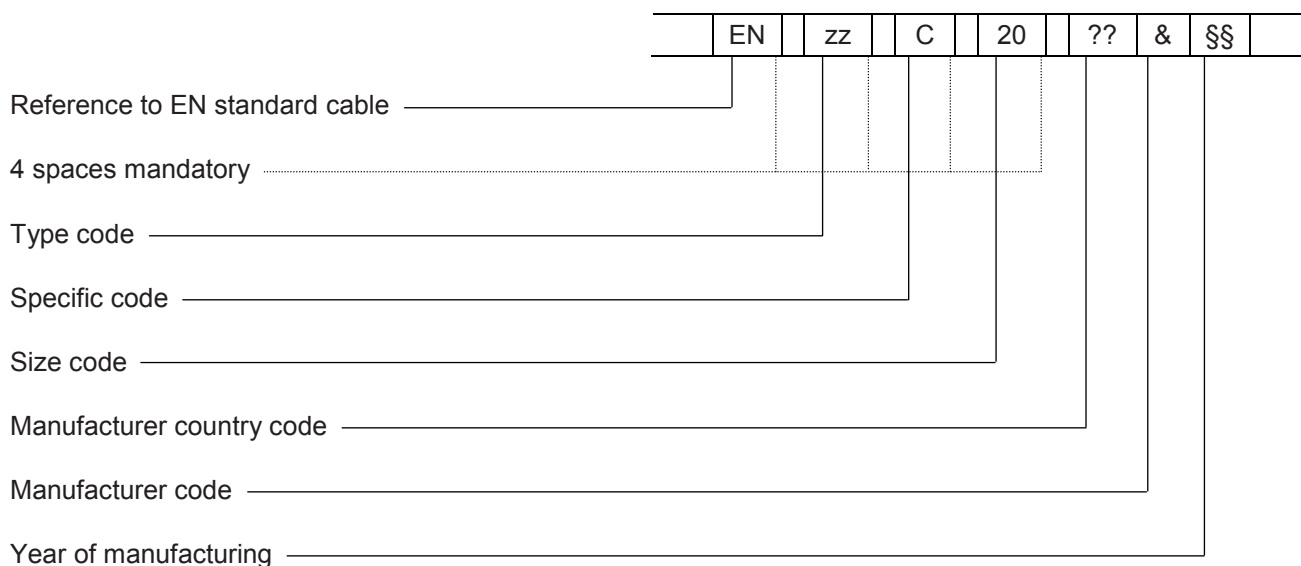 EN zz C 20 ?? & §§
Reference to EN standard cable
4 spaces mandatory
Type code
Specific code
Size code
Manufacturer country code
Manufacturer code
Year of manufacturing